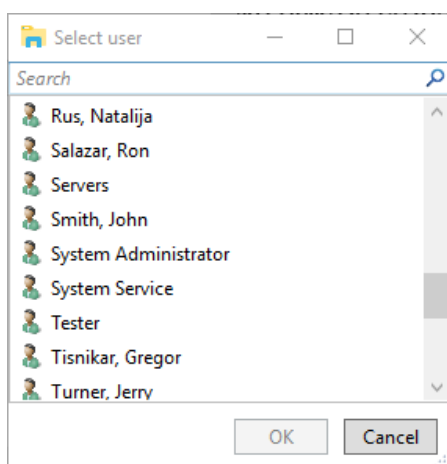 Select user
Search
Rus, Natalija
Salazar, Ron
Servers
Smith, John
System Administrator
System Service
Tester
Tisnikar, Gregor
Turner, Jerry
OK
Cancel